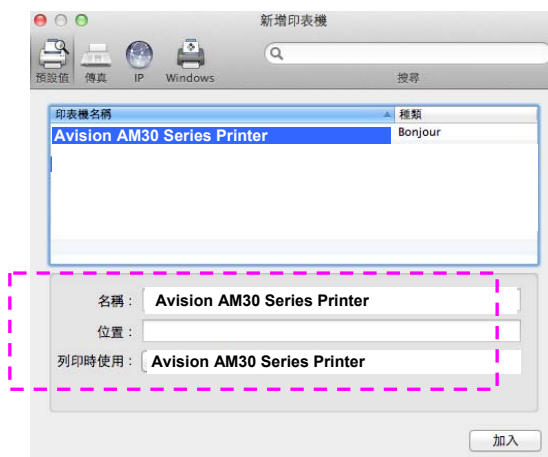 新增印表機
預設值 傳真 IP Windows 搜尋
印表機名稱 種類
Avision AM30 Series Printer Bonjour
名稱： Avision AM30 Series Printer
位置：
列印時使用： Avision AM30 Series Printer
加入